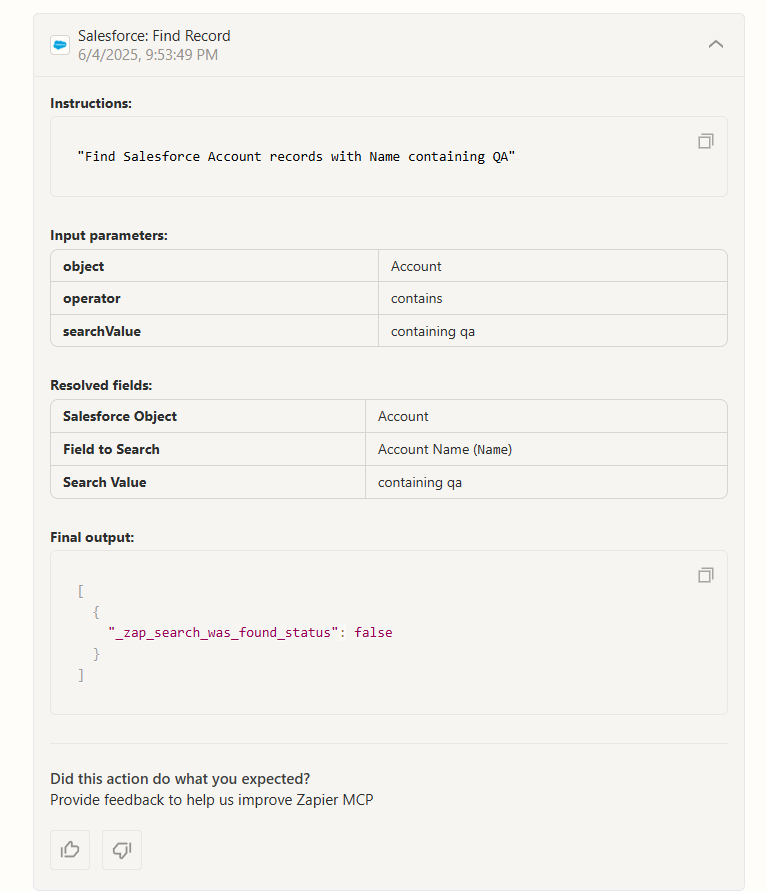 Salesforce: Find Record
6/4/2025, 9:53:49 PM
Instructions:
"Find Salesforce Account records with Name containing QA"
Input parameters:
object Account
operator contains
searchValue containing qa
Resolved fields:
Salesforce Object Account
Field to Search Account Name (Name)
Search Value containing qa
Final output:
[
{
"_zap_search_was_found_status": false
}
]
Did this action do what you expected?
Provide feedback to help us improve Zapier MCP